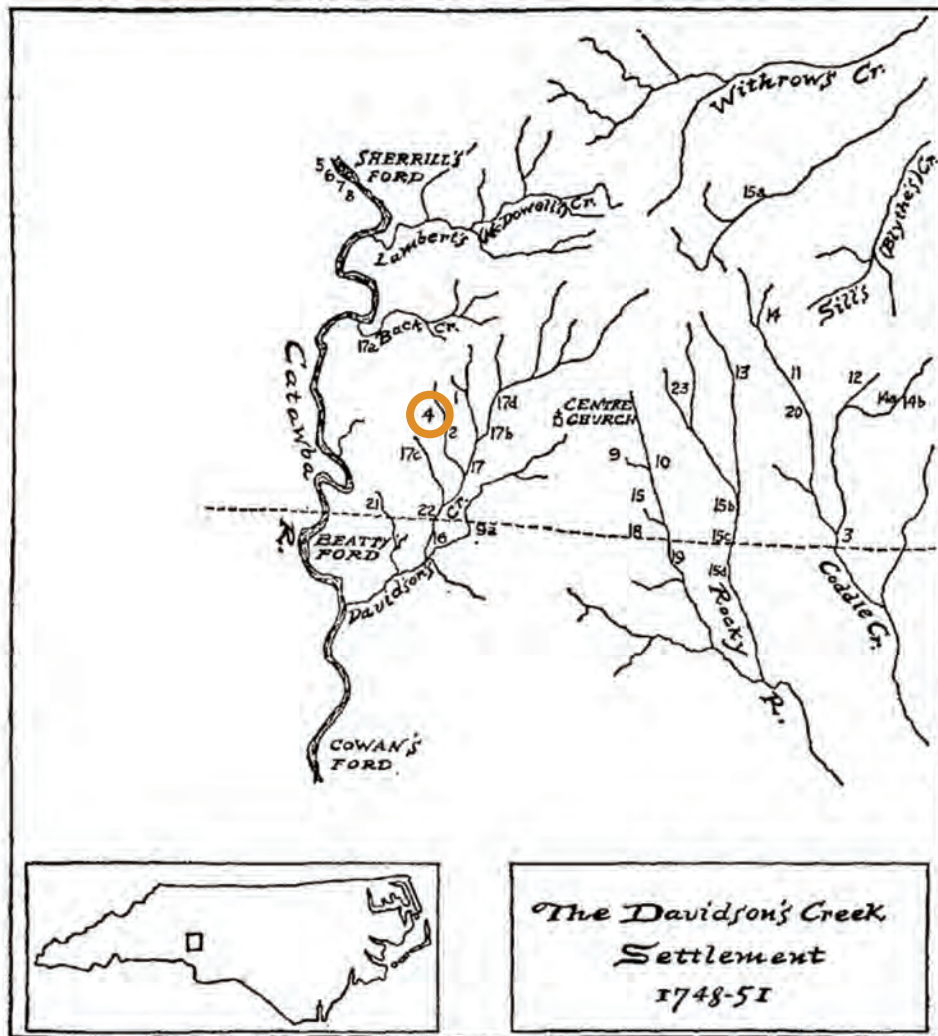 Withrow's Cr.
SHERRILL'S
FORD
5
6
7
8
15a
(Blythe's) Cr.
Sill's
Lambert's
McDowell's Cr.
14
17a
Back Cr.
Catawba
R.
11
13
12
23
14a
14b
1
4
2
17d
CENTRE
CHURCH
20
17b
17c
17
9
10
15
21
22
Cr.
9a
15b
18
15c
3
BEATTY'S
FORD
16
19
15d
Davidson's
Rocky
R.
Coddle Cr.
COWAN'S
FORD
The Davidson's Creek
Settlement
1748-51